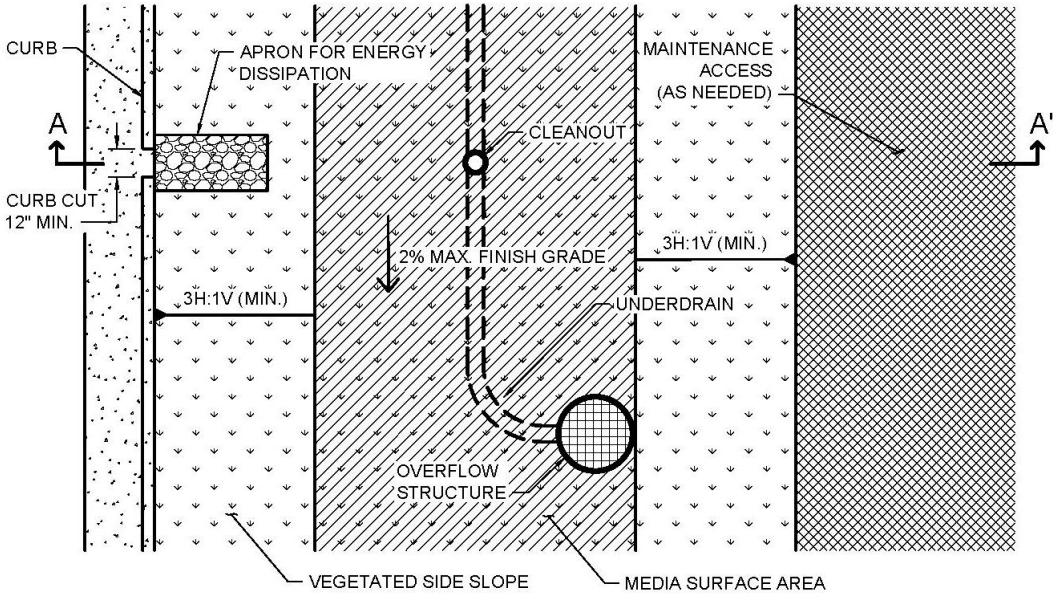 CURB
APRON FOR ENERGY
DISSIPATION
MAINTENANCE
ACCESS
(AS NEEDED)
A
A'
CLEANOUT
CURB CUT
12" MIN.
2% MAX. FINISH GRADE
3H:1V (MIN.)
3H:1V (MIN.)
UNDERDRAIN
OVERFLOW
STRUCTURE
VEGETATED SIDE SLOPE
MEDIA SURFACE AREA